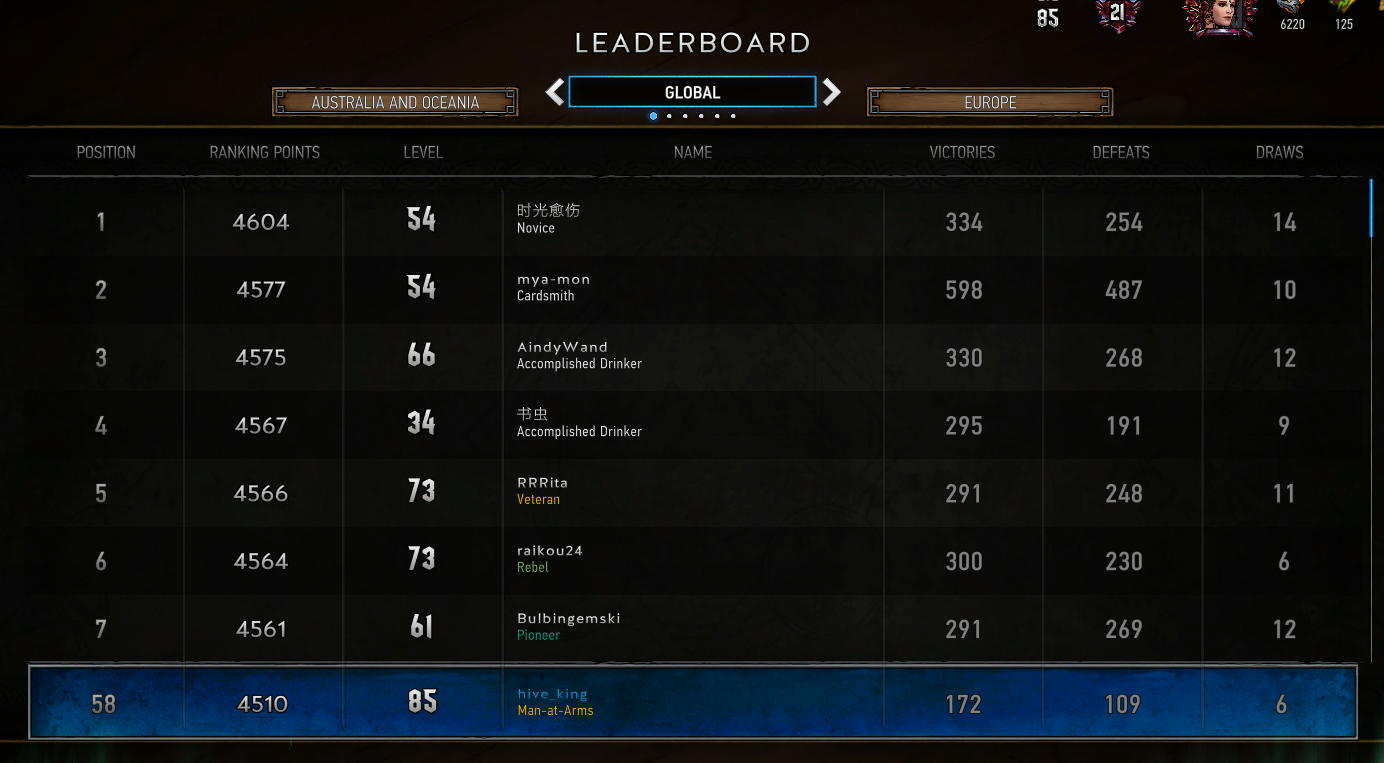 85
21
6220
125
LEADERBOARD
AUSTRALIA AND OCEANIA
GLOBAL
EUROPE
POSITION RANKING POINTS LEVEL NAME VICTORIES DEFEATS DRAWS
1 4604 54 时光愈伤 334 254 14
Novice
2 4577 54 mya-mon 598 487 10
Cardsmith
3 4575 66 AindyWand 330 268 12
Accomplished Drinker
4 4567 34 书虫 295 191 9
Accomplished Drinker
5 4566 73 RRRita 291 248 11
Veteran
6 4564 73 raikou24 300 230 6
Rebel
7 4561 61 Bulbingemski 291 269 12
Pioneer
58 4510 85 hive_king 172 109 6
Man-at-Arms